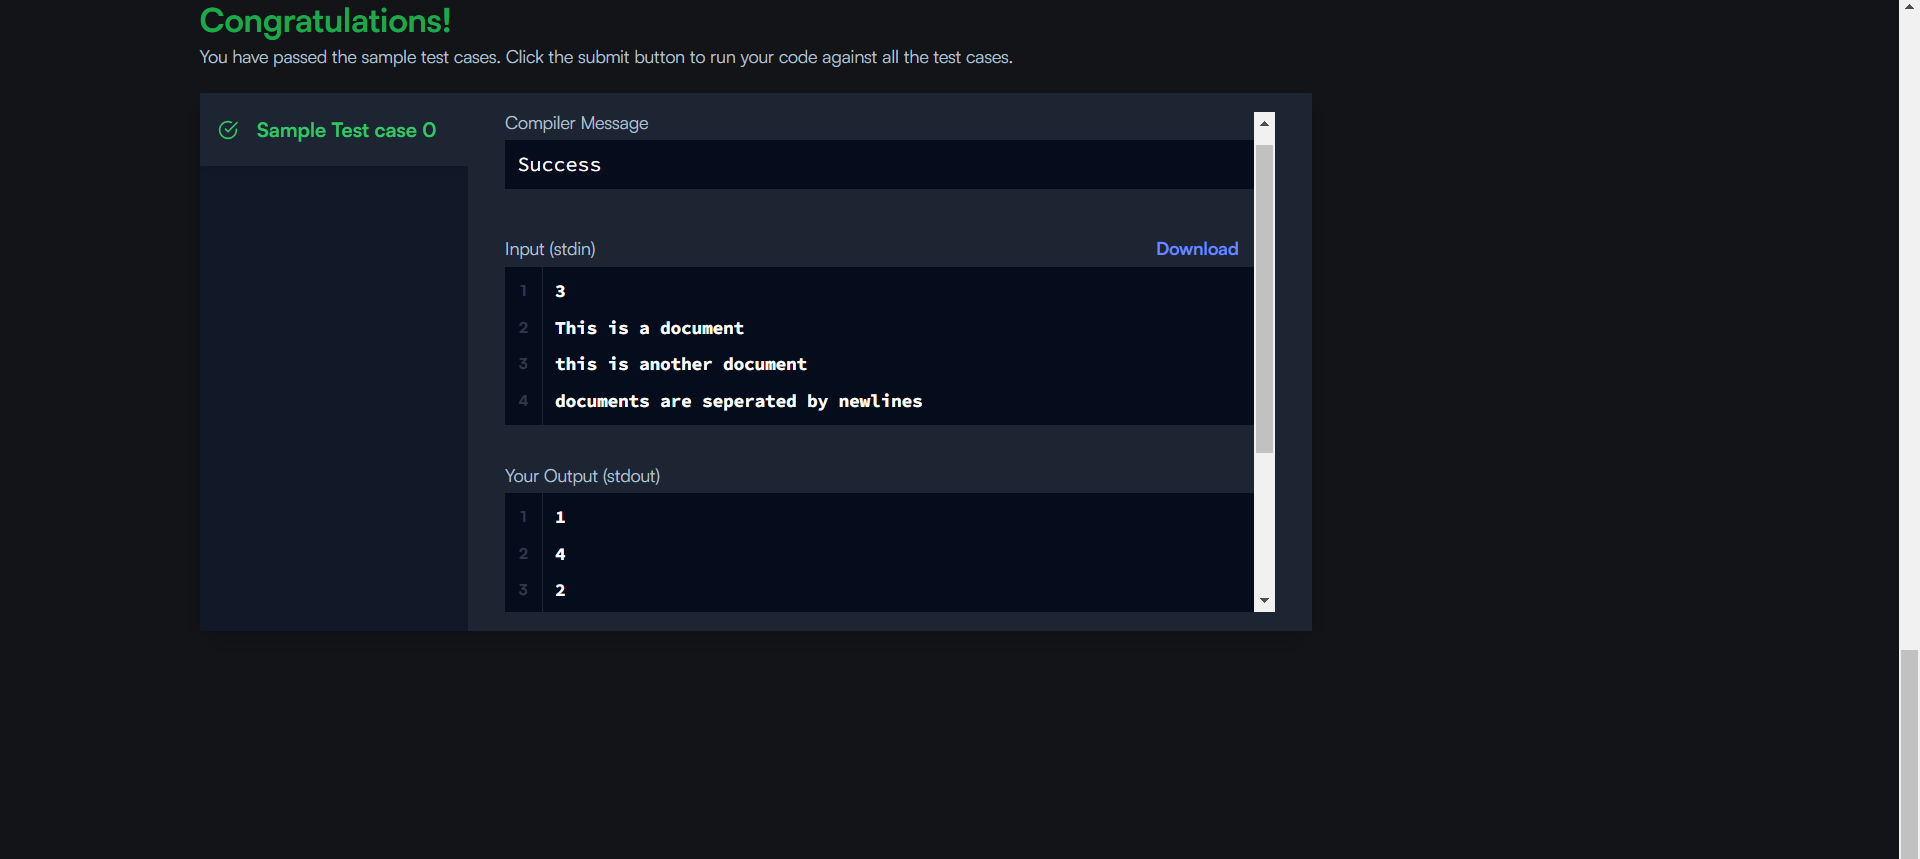 Congratulations!
You have passed the sample test cases. Click the submit button to run your code against all the test cases.
Sample Test case 0
Compiler Message
Success
Input (stdin)
Download
1 3
2 This is a document
3 this is another document
4 documents are seperated by newlines
Your Output (stdout)
1 1
2 4
3 2